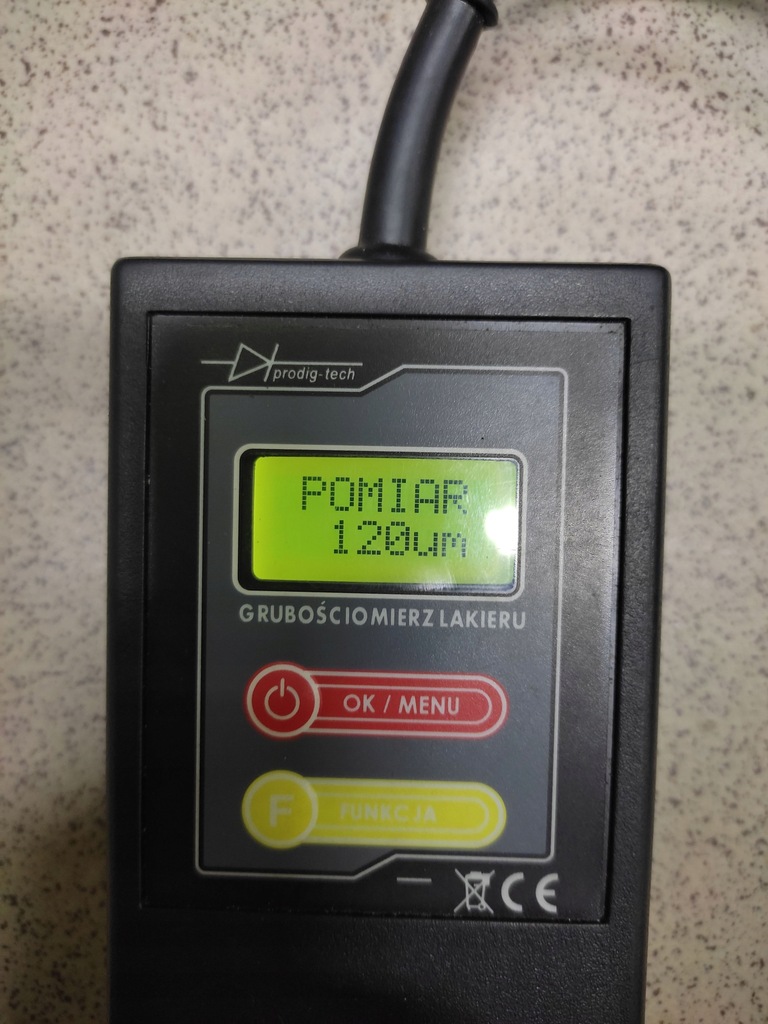 prodig-tech
POMIAR
120um
GRUBOŚCIOMIERZ LAKIERU
OK / MENU
F FUNKCJA
CE